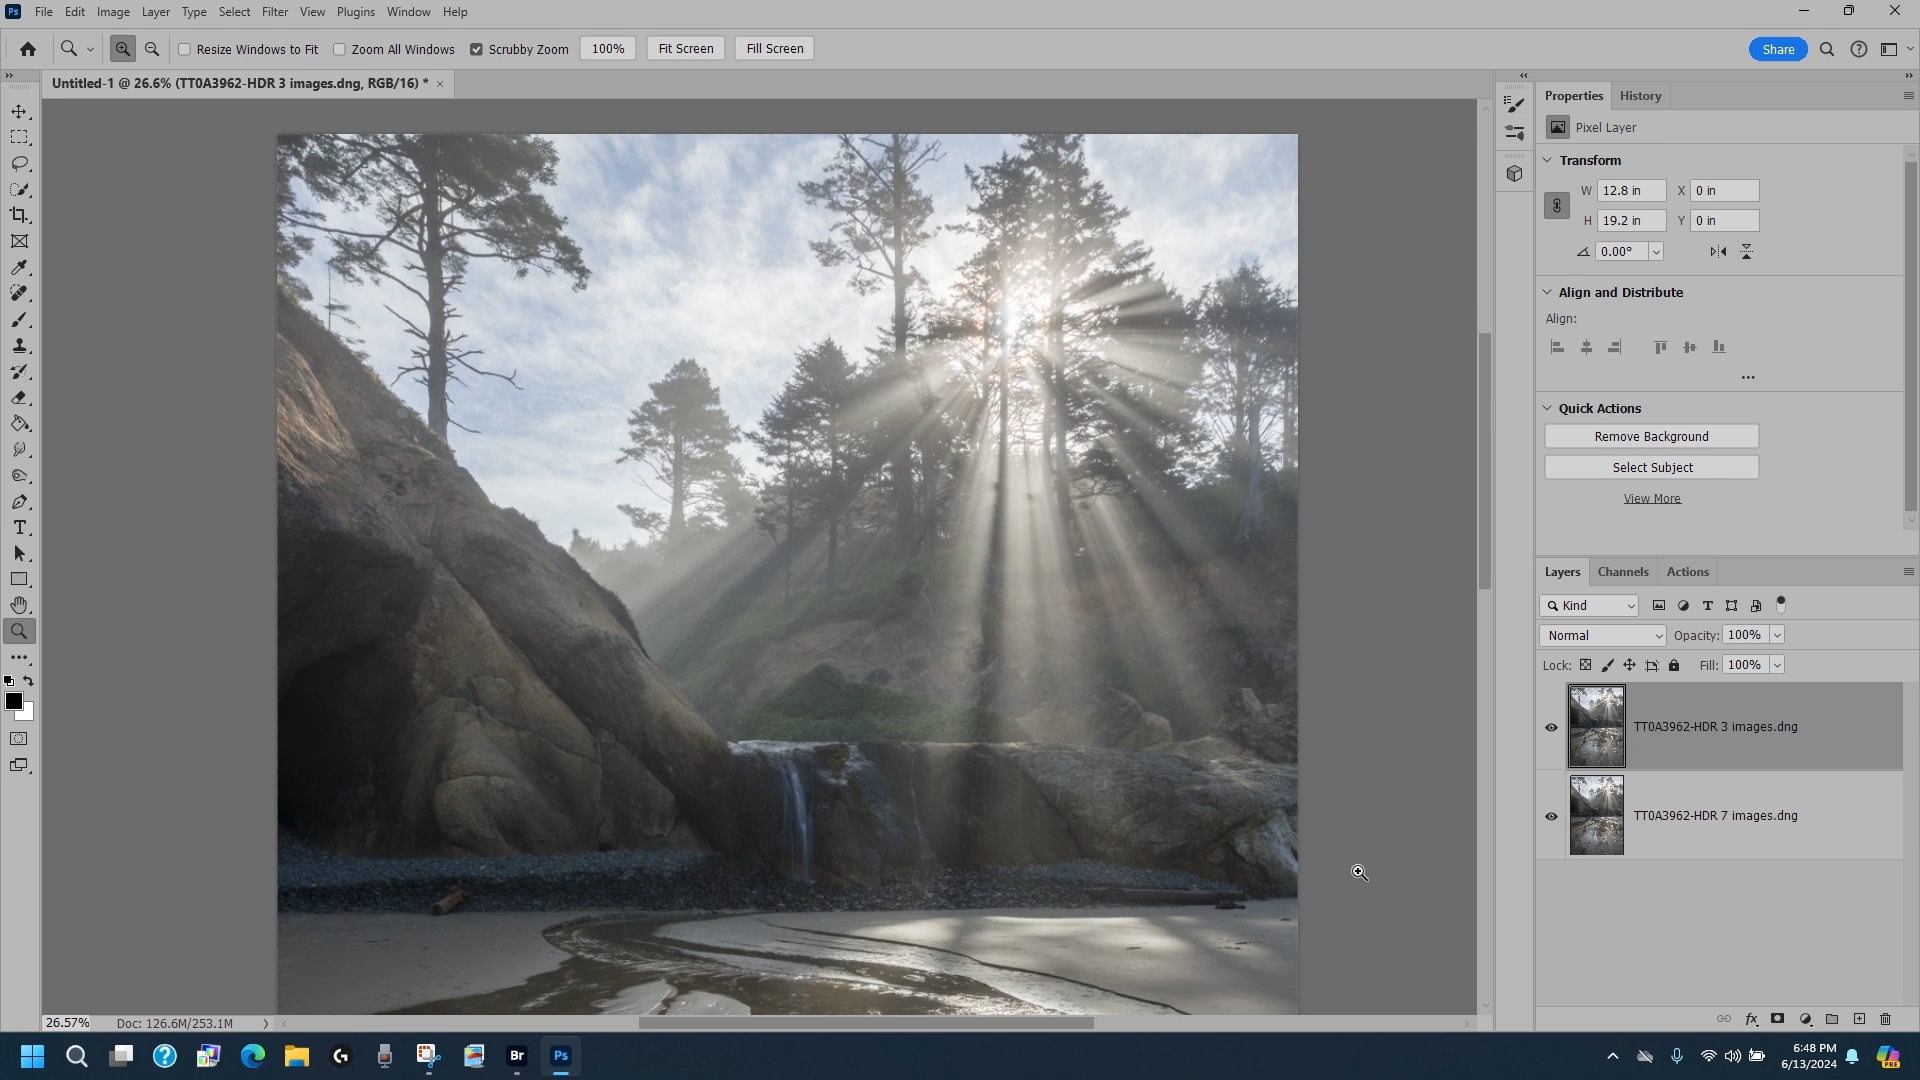 Ps File Edit Image Layer Type Select Filter View Plugins Window Help
Resize Windows to Fit Zoom All Windows Scrubby Zoom 100% Fit Screen Fill Screen Share
Untitled-1 @ 26.6% (TT0A3962-HDR 3 images.dng, RGB/16) *
Properties History
Pixel Layer
Transform
W 12.8 in X 0 in
H 19.2 in Y 0 in
0.00°
Align and Distribute
Align:
Quick Actions
Remove Background
Select Subject
View More
Layers Channels Actions
Kind
Normal Opacity: 100%
Lock: Fill: 100%
TT0A3962-HDR 3 images.dng
TT0A3962-HDR 7 images.dng
fx
26.57% Doc: 126.6M/253.1M
Br Ps
6:48 PM
6/13/2024
PRE